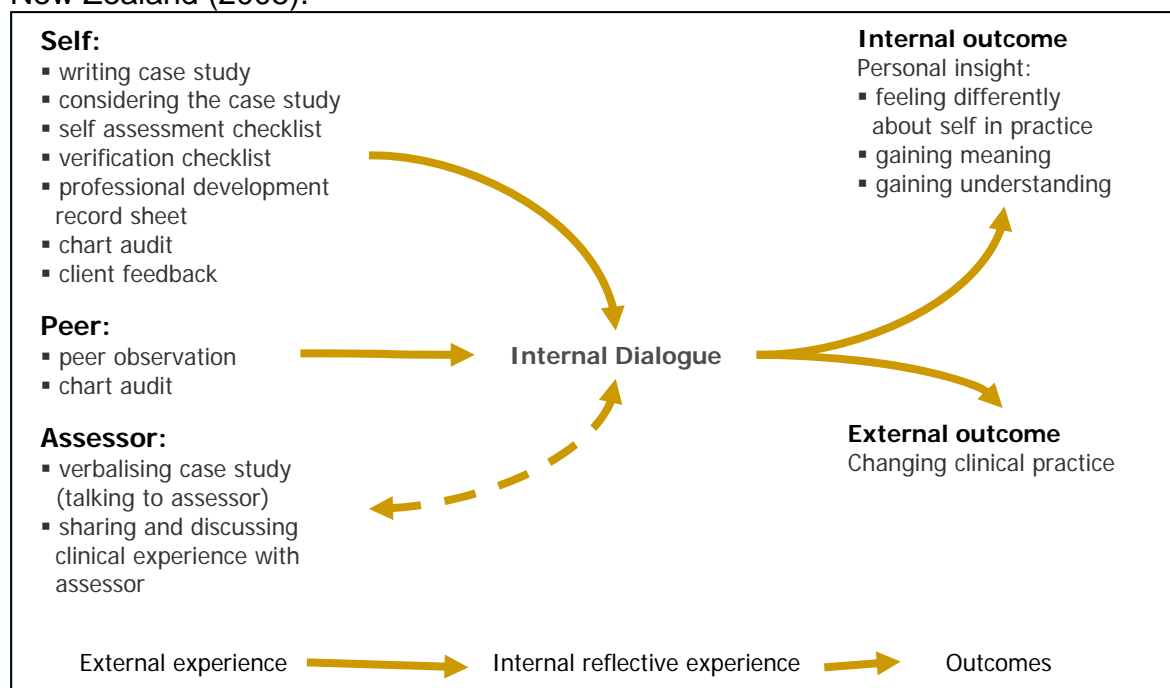 New Zealand (2003).
Self:
▪ writing case study
▪ considering the case study
▪ self assessment checklist
▪ verification checklist
▪ professional development
record sheet
▪ chart audit
▪ client feedback
Peer:
▪ peer observation
▪ chart audit
Assessor:
▪ verbalising case study
(talking to assessor)
▪ sharing and discussing
clinical experience with
assessor
Internal Dialogue
Internal outcome
Personal insight:
▪ feeling differently
about self in practice
▪ gaining meaning
▪ gaining understanding
External outcome
Changing clinical practice
External experience
Internal reflective experience
Outcomes